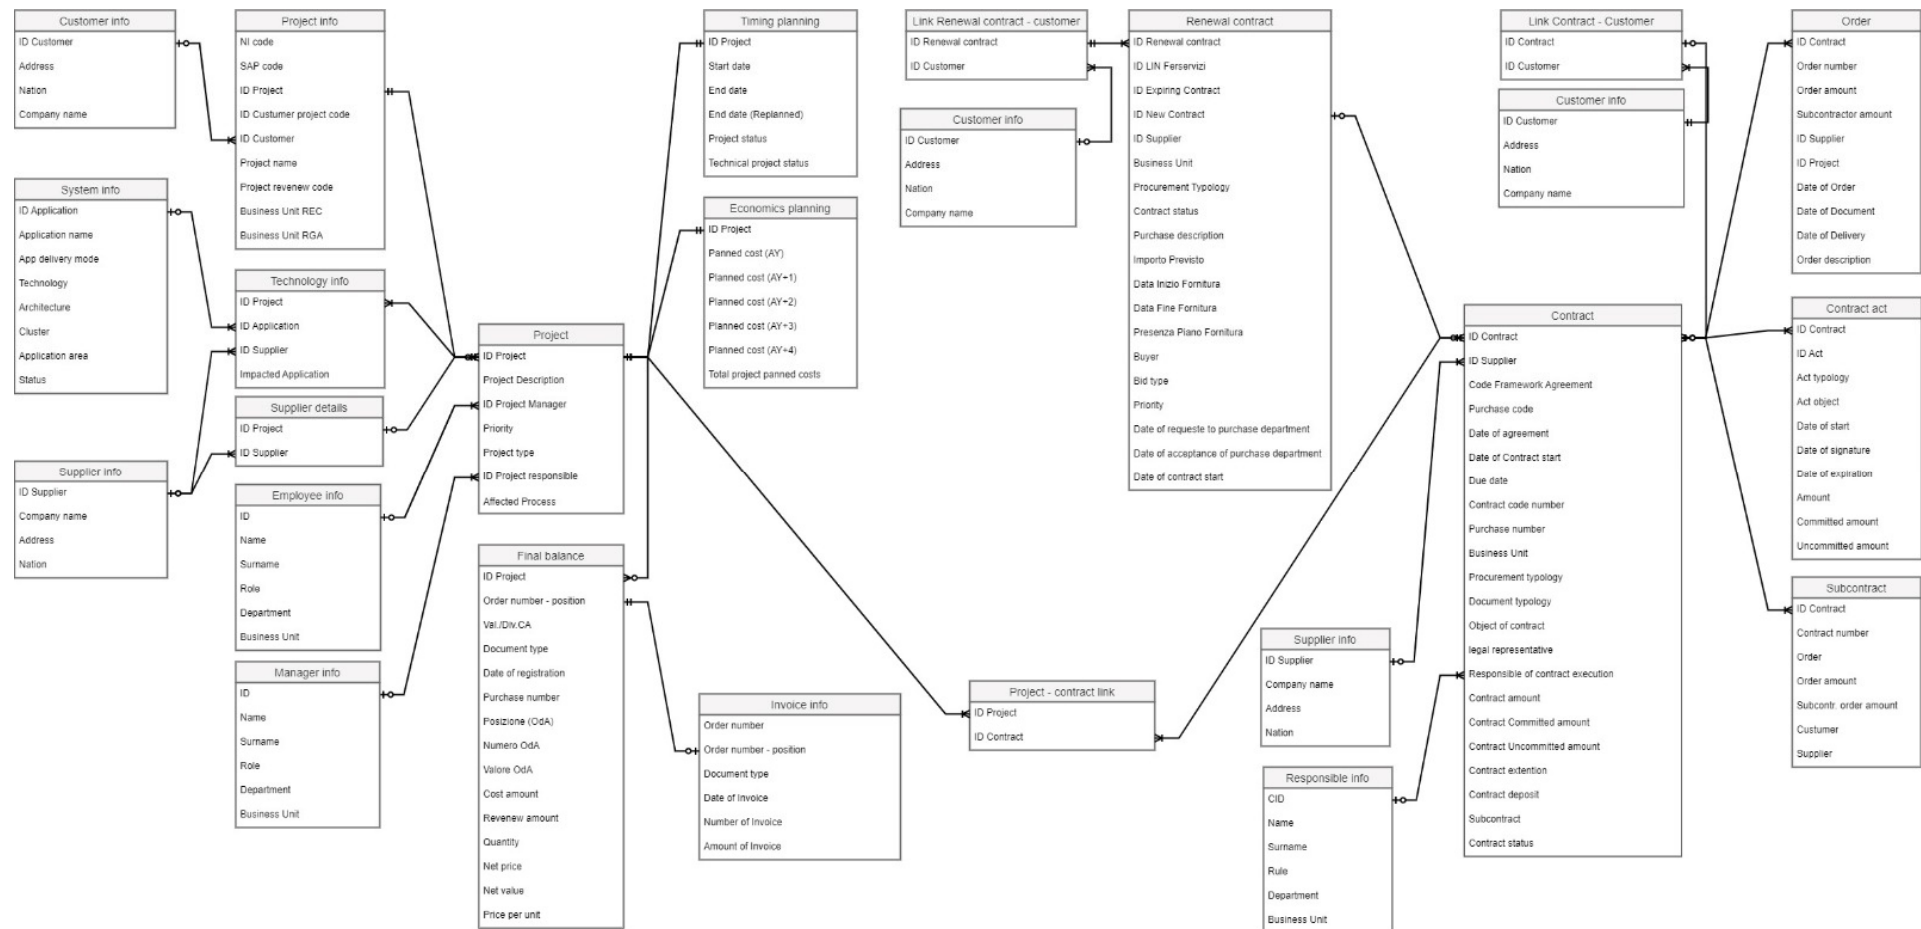 Customer info
ID Customer
Address
Nation
Company name
Project info
NI code
SAP code
ID Project
ID Custumer project code
ID Customer
Project name
Project revenew code
Business Unit REC
Business Unit RGA
System info
ID Application
Application name
App delivery mode
Technology
Architecture
Cluster
Application area
Status
Technology info
ID Project
ID Application
ID Supplier
Impacted Application
Supplier details
ID Project
ID Supplier
Supplier info
ID Supplier
Company name
Address
Nation
Employee info
ID
Name
Surname
Role
Department
Business Unit
Manager info
ID
Name
Surname
Role
Department
Business Unit
Project
ID Project
Project Description
ID Project Manager
Priority
Project type
ID Project responsible
Affected Process
Final balance
ID Project
Order number - position
Val./Div.CA
Document type
Date of registration
Purchase number
Posizione (OdA)
Numero OdA
Valore OdA
Cost amount
Revenew amount
Quantity
Net price
Net value
Price per unit
Timing planning
ID Project
Start date
End date
End date (Replanned)
Project status
Technical project status
Economics planning
ID Project
Panned cost (AY)
Planned cost (AY+1)
Planned cost (AY+2)
Planned cost (AY+3)
Planned cost (AY+4)
Total project panned costs
Invoice info
Order number
Order number - position
Document type
Date of Invoice
Number of Invoice
Amount of Invoice
Link Renewal contract - customer
ID Renewal contract
ID Customer
Customer info
ID Customer
Address
Nation
Company name
Project - contract link
ID Project
ID Contract
Renewal contract
ID Renewal contract
ID LIN Ferservizi
ID Expiring Contract
ID New Contract
ID Supplier
Business Unit
Procurement Typology
Contract status
Purchase description
Importo Previsto
Data Inizio Fornitura
Data Fine Fornitura
Presenza Piano Fornitura
Buyer
Bid type
Priority
Date of requeste to purchase department
Date of acceptance of purchase department
Date of contract start
Supplier info
ID Supplier
Company name
Address
Nation
Responsible info
CID
Name
Surname
Rule
Department
Business Unit
Link Contract - Customer
ID Contract
ID Customer
Customer info
ID Customer
Address
Nation
Company name
Contract
ID Contract
ID Supplier
Code Framework Agreement
Purchase code
Date of agreement
Date of Contract start
Due date
Contract code number
Purchase number
Business Unit
Procurement typology
Document typology
Object of contract
legal representative
Responsible of contract execution
Contract amount
Contract Committed amount
Contract Uncommitted amount
Contract extention
Contract deposit
Subcontract
Contract status
Order
ID Contract
Order number
Order amount
Subcontractor amount
ID Supplier
ID Project
Date of Order
Date of Document
Date of Delivery
Order description
Contract act
ID Contract
ID Act
Act typology
Act object
Date of start
Date of signature
Date of expiration
Amount
Committed amount
Uncommitted amount
Subcontract
ID Contract
Contract number
Order
Order amount
Subcontr. order amount
Custumer
Supplier